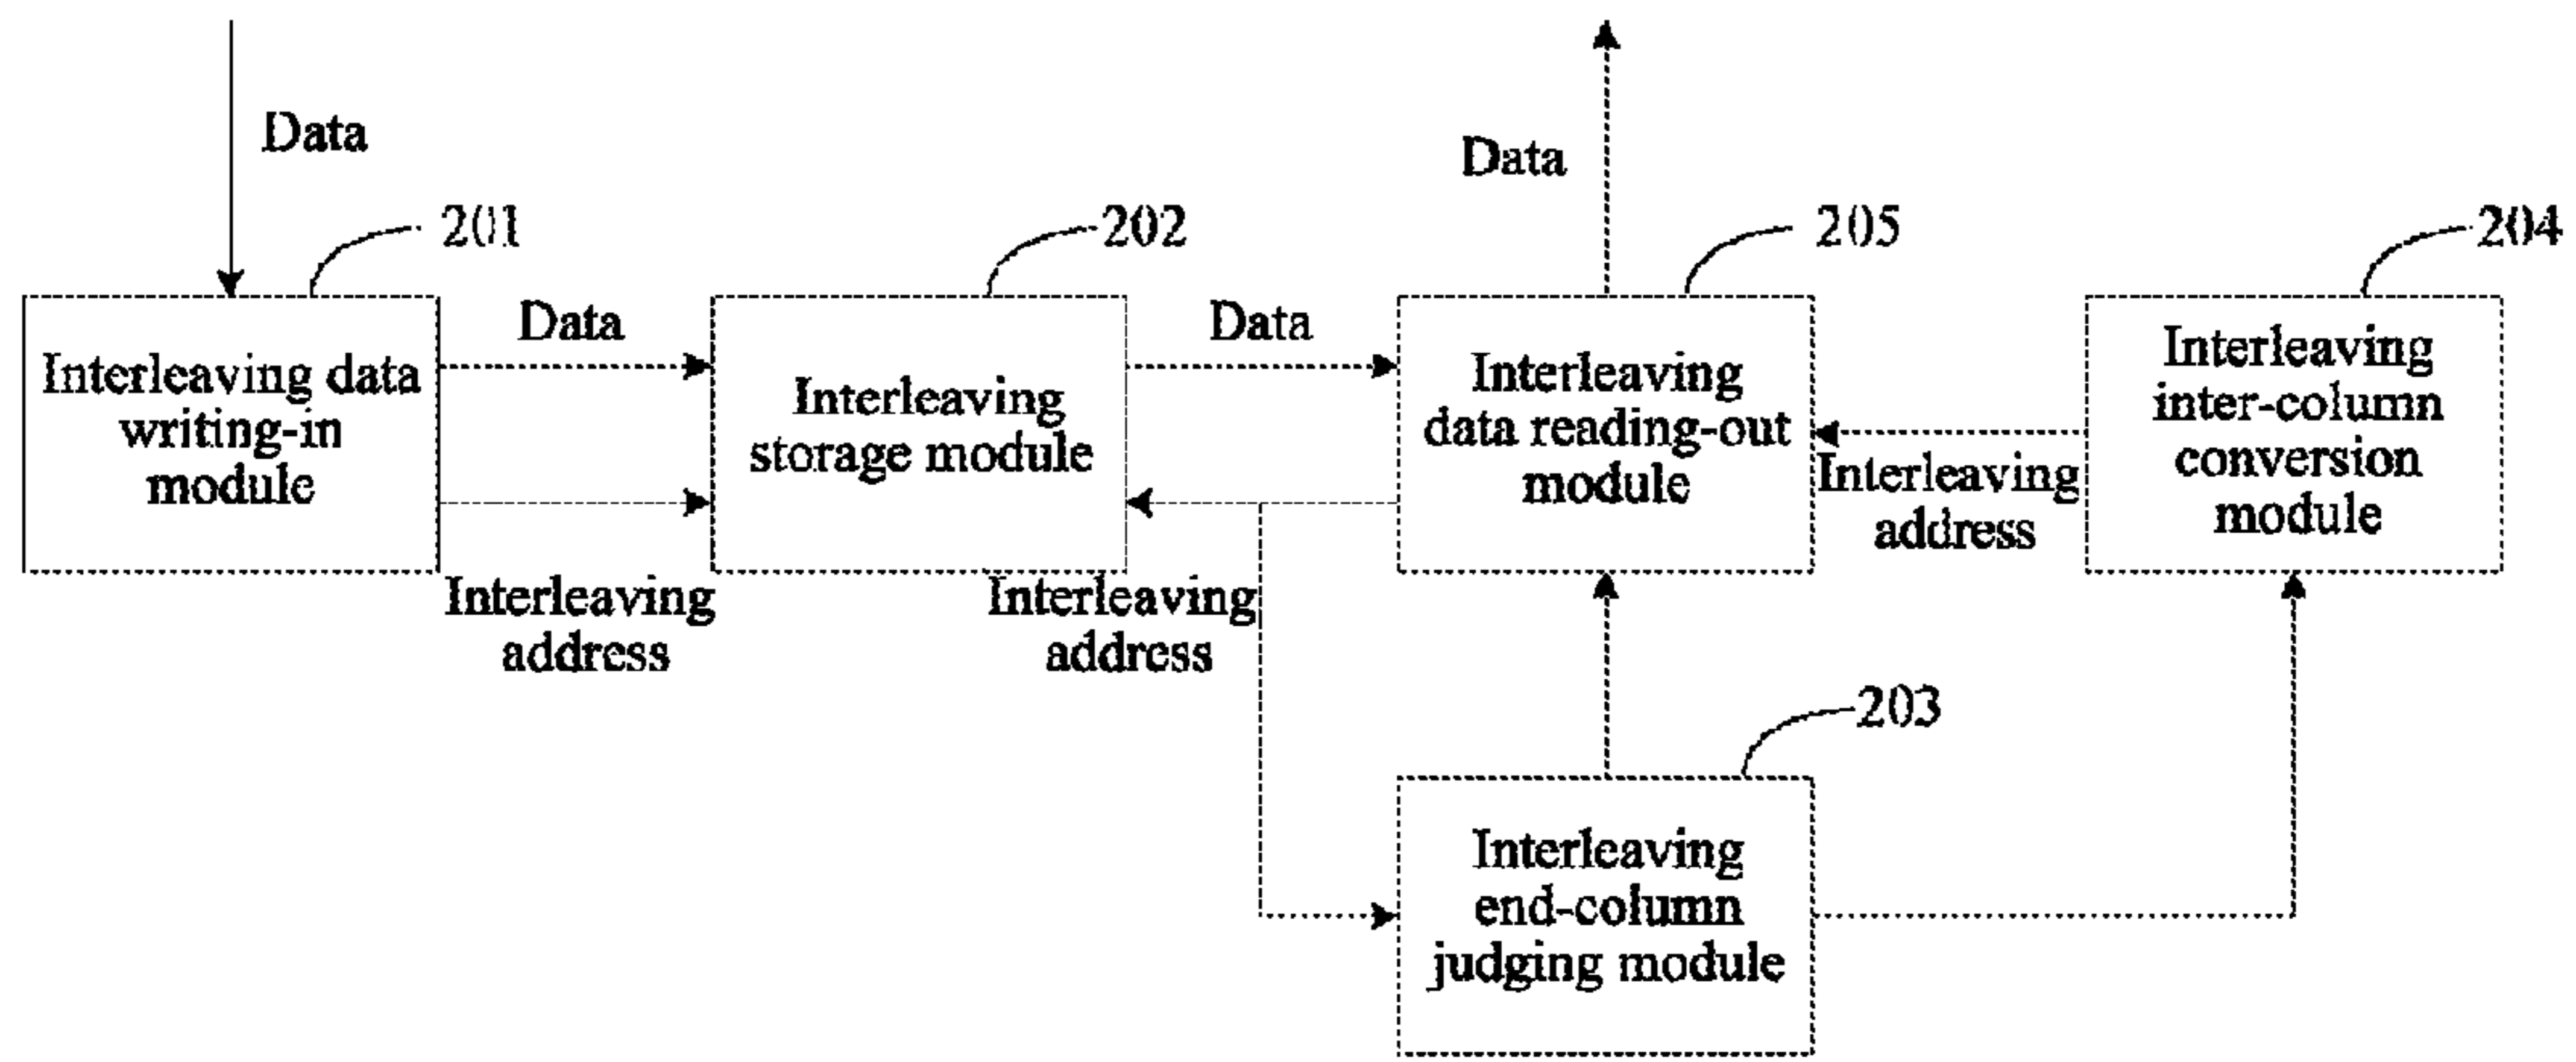 Data
Data
201
202
205
204
Data
Data
Interleaving data
writing-in
module
Interleaving
storage module
Interleaving
data reading-out
module
Interleaving
inter-column
conversion
module
Interleaving
address
Interleaving
address
Interleaving
address
203
Interleaving
end-column
judging module